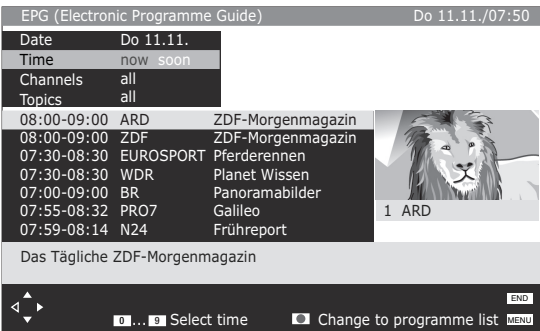 EPG (Electronic Programme Guide) Do 11.11./07:50
Date Do 11.11.
Time now soon
Channels all
Topics all
08:00-09:00 ARD ZDF-Morgenmagazin
08:00-09:00 ZDF ZDF-Morgenmagazin
07:30-08:30 EUROSPORT Pferderennen
07:30-08:30 WDR Planet Wissen
07:00-09:00 BR Panoramabilder
07:55-08:32 PRO7 Galileo
07:59-08:14 N24 Frühreport
1 ARD
Das Tägliche ZDF-Morgenmagazin
END
0 ... 9 Select time Change to programme list MENU